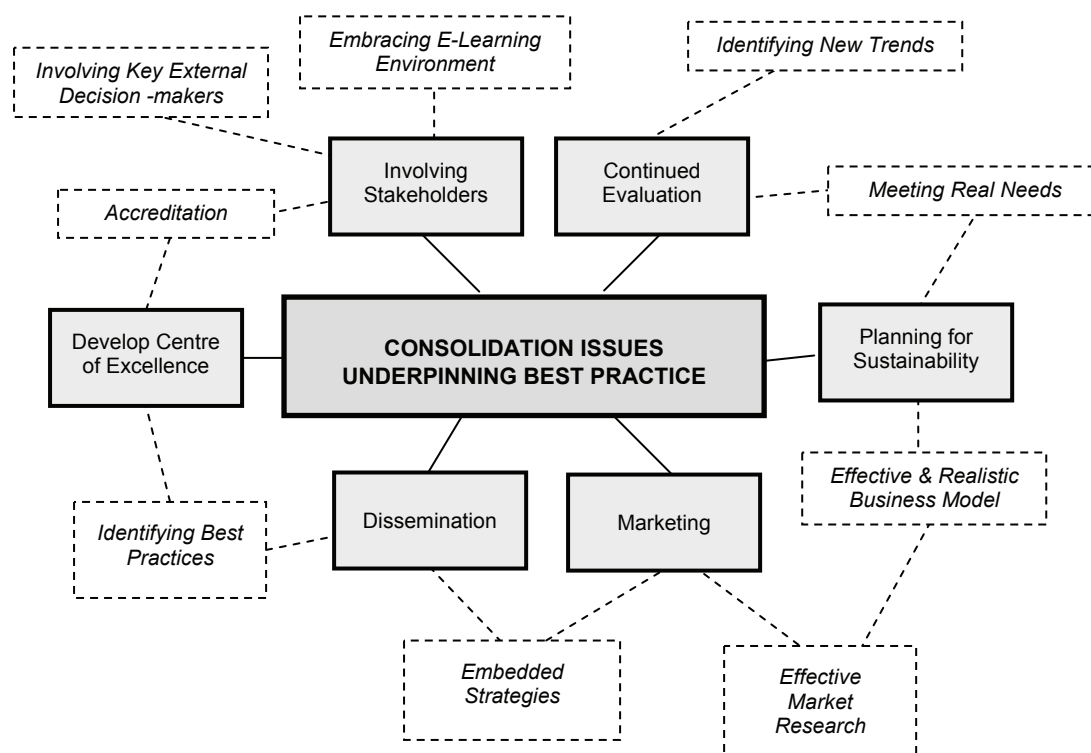 Embracing E-Learning
Environment
Identifying New Trends
Involving Key External
Decision -makers
Involving
Stakeholders
Continued
Evaluation
Meeting Real Needs
Accreditation
Develop Centre
of Excellence
CONSOLIDATION ISSUES
UNDERPINNING BEST PRACTICE
Planning for
Sustainability
Effective & Realistic
Business Model
Identifying Best
Practices
Dissemination
Marketing
Embedded
Strategies
Effective
Market
Research